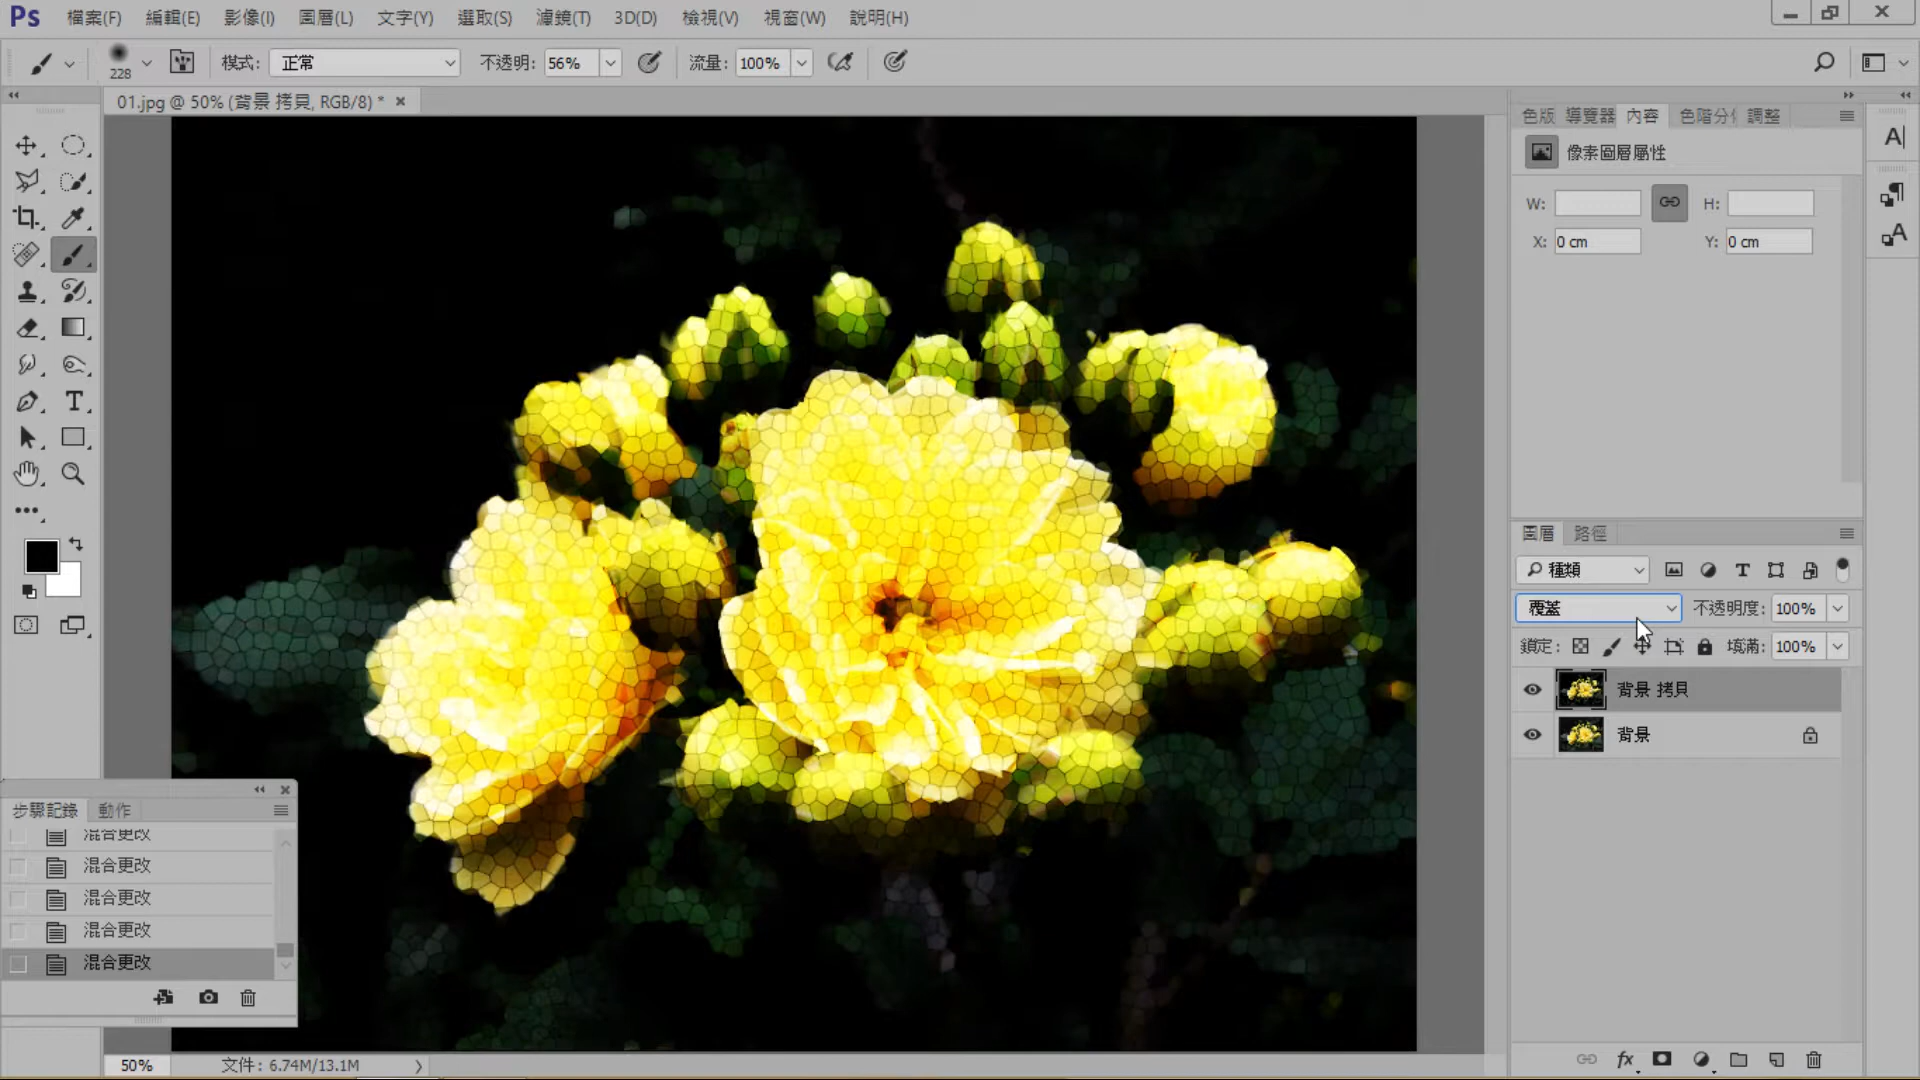 Ps 檔案(F) 編輯(E) 影像(I) 圖層(L) 文字(Y) 選取(S) 濾鏡(T) 3D(D) 檢視(V) 視窗(W) 說明(H)
228 模式: 正常 不透明: 56% 流量: 100%
01.jpg @ 50% (背景 拷貝, RGB/8) *
色版 導覽器 內容 色階分 調整
像素圖層屬性
W: H:
X: 0 cm Y: 0 cm
圖層 路徑
種類
覆蓋 不透明度: 100%
鎖定: 填滿: 100%
背景 拷貝
背景
步驟記錄 動作
混合更改
混合更改
混合更改
混合更改
混合更改
50% 文件: 6.74M/13.1M